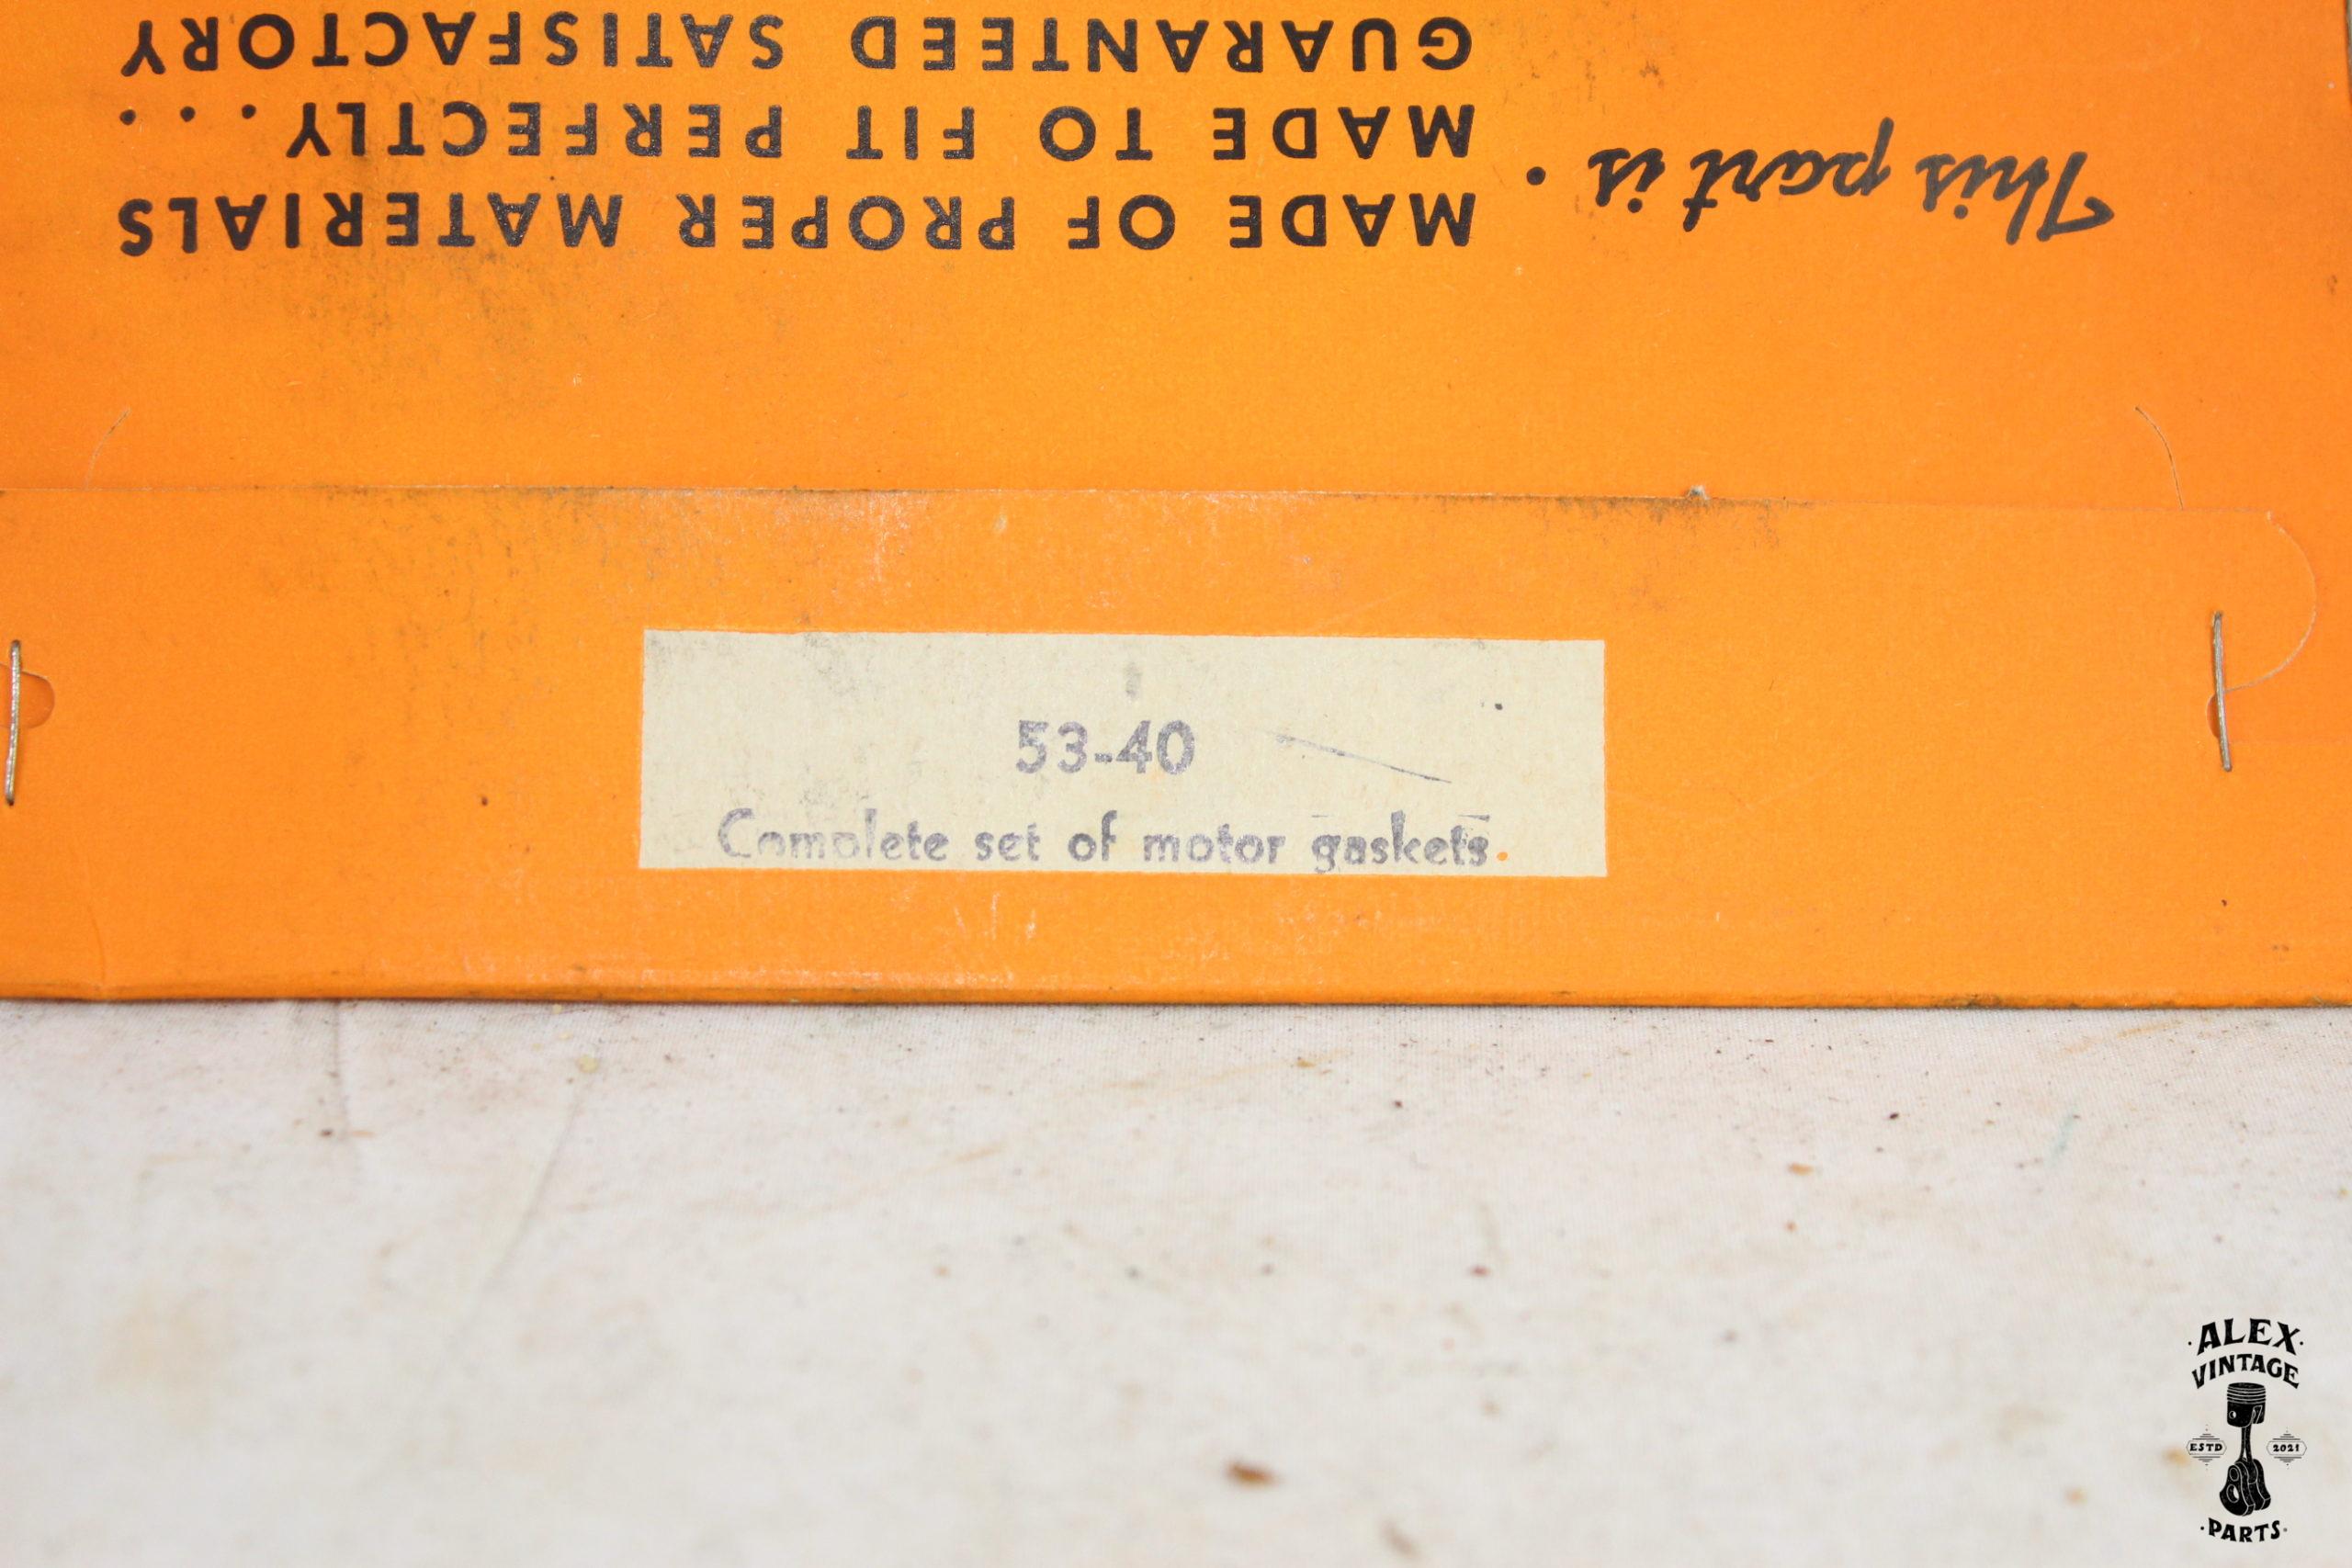 This part is .
MADE OF PROPER MATERIALS
MADE TO FIT PERFECTLY . . .
GUARANTEED SATISFACTORY
53-40
Complete set of motor gaskets.
·ALEX·
VINTAGE
ESTD 2021
·PARTS·